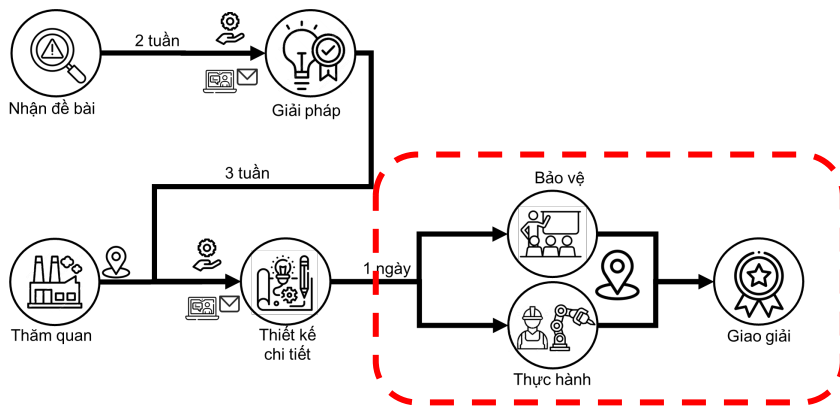 2 tuần
Nhận đề bài
Giải pháp
3 tuần
Bảo vệ
1 ngày
Thăm quan
Thiết kế
chi tiết
Giao giải
Thực hành